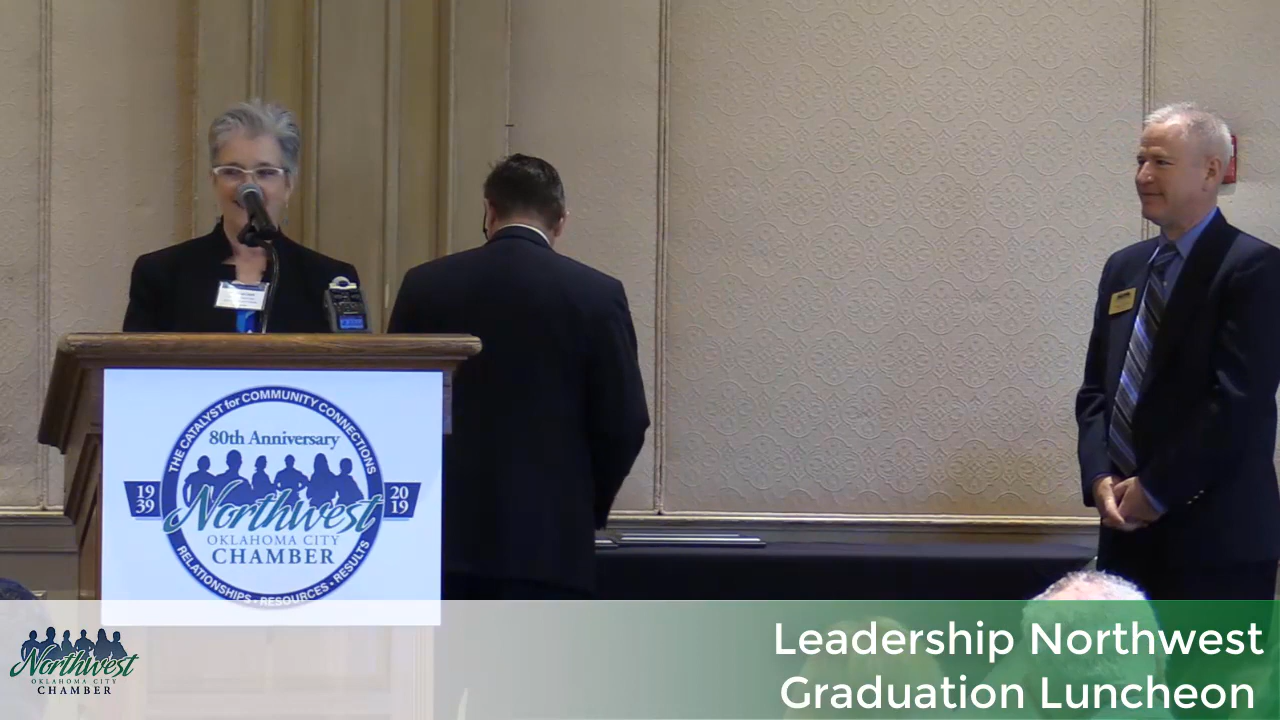 THE CATALYST for COMMUNITY CONNECTIONS
80th Anniversary
19
39
20
19
Northwest
OKLAHOMA CITY
CHAMBER
RELATIONSHIPS • RESOURCES • RESULTS
Northwest
OKLAHOMA CITY
CHAMBER
Leadership Northwest
Graduation Luncheon